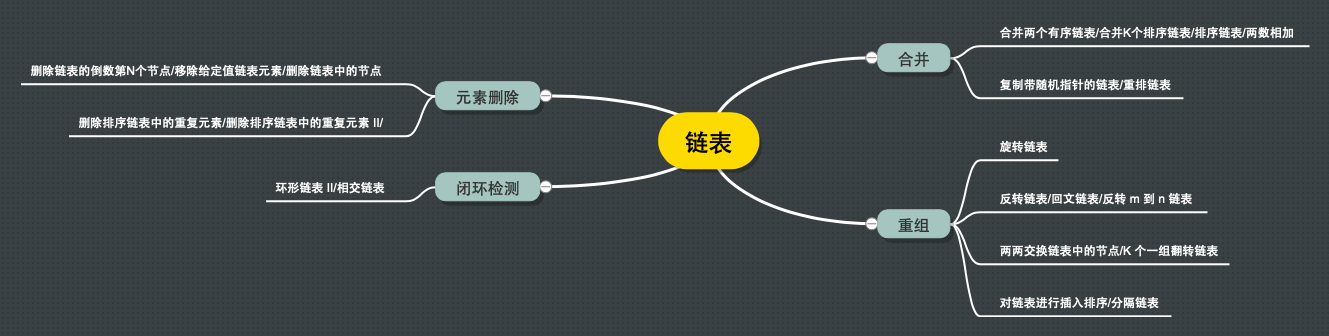 链表
合并
合并两个有序链表/合并K个排序链表/排序链表/两数相加
复制带随机指针的链表/重排链表
重组
旋转链表
反转链表/回文链表/反转 m 到 n 链表
两两交换链表中的节点/K 个一组翻转链表
对链表进行插入排序/分隔链表
元素删除
删除链表的倒数第N个节点/移除给定值链表元素/删除链表中的节点
删除排序链表中的重复元素/删除排序链表中的重复元素 II/
闭环检测
环形链表 II/相交链表